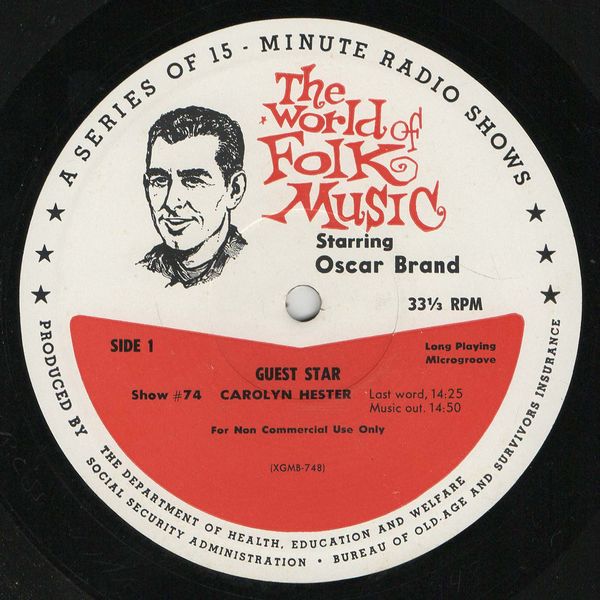 A SERIES OF 15 - MINUTE RADIO SHOWS
The
World of
Folk
Music
Starring
Oscar Brand
33⅓ RPM
SIDE 1
Long Playing
Microgroove
GUEST STAR
Show #74 CAROLYN HESTER Last word, 14:25
Music out. 14:50
For Non Commercial Use Only
(XGMB-748)
PRODUCED BY THE DEPARTMENT OF HEALTH, EDUCATION AND WELFARE
SOCIAL SECURITY ADMINISTRATION • BUREAU OF OLD-AGE AND SURVIVORS INSURANCE